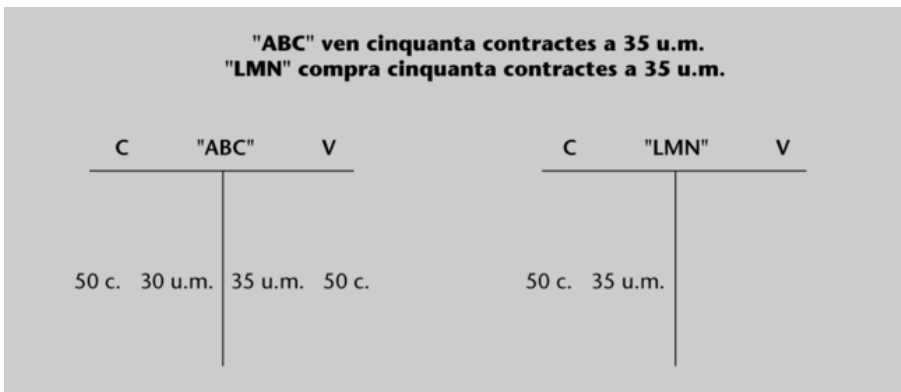 "ABC" ven cinquanta contractes a 35 u.m.
"LMN" compra cinquanta contractes a 35 u.m.
C "ABC" V
50 c. 30 u.m. 35 u.m. 50 c.
C "LMN" V
50 c. 35 u.m.